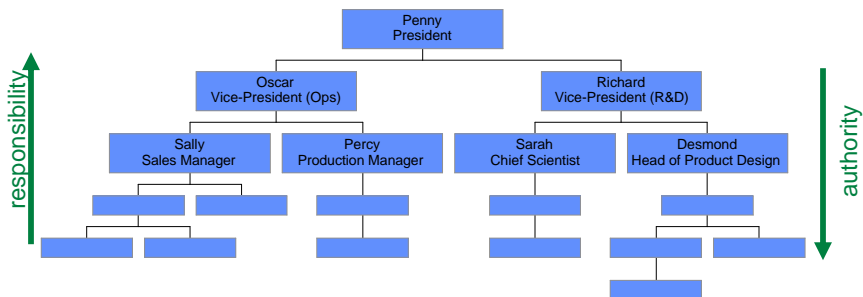 Penny
President
Oscar
Vice-President (Ops)
Richard
Vice-President (R&D)
Sally
Sales Manager
Percy
Production Manager
Sarah
Chief Scientist
Desmond
Head of Product Design
responsibility
authority